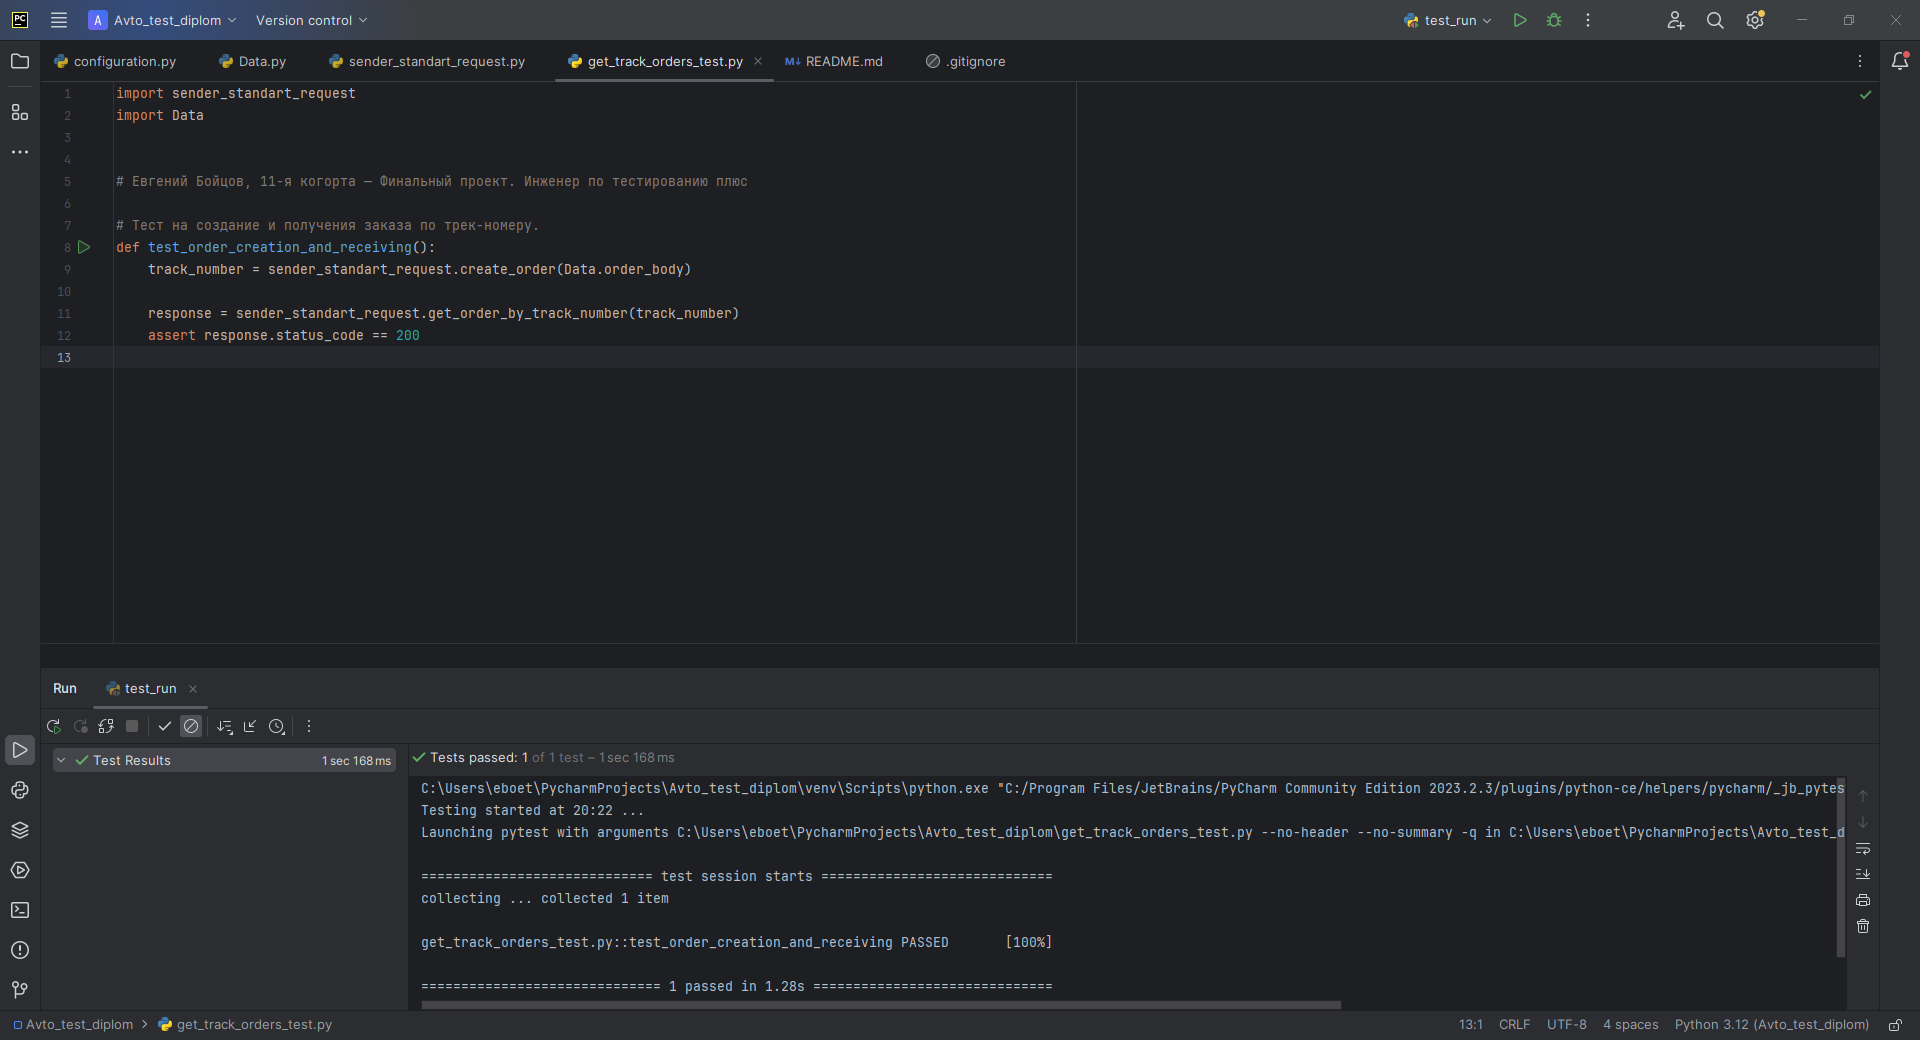 PC A Avto_test_diplom Version control test_run
configuration.py Data.py sender_standart_request.py get_track_orders_test.py M↓ README.md .gitignore
1 import sender_standart_request
2 import Data
3
4
5 # Евгений Бойцов, 11-я когорта — Финальный проект. Инженер по тестированию плюс
6
7 # Тест на создание и получения заказа по трек-номеру.
8 def test_order_creation_and_receiving():
9 track_number = sender_standart_request.create_order(Data.order_body)
10
11 response = sender_standart_request.get_order_by_track_number(track_number)
12 assert response.status_code == 200
13
Run test_run
Test Results 1 sec 168 ms
Tests passed: 1 of 1 test – 1 sec 168 ms
C:\Users\eboet\PycharmProjects\Avto_test_diplom\venv\Scripts\python.exe "C:/Program Files/JetBrains/PyCharm Community Edition 2023.2.3/plugins/python-ce/helpers/pycharm/_jb_pytes
Testing started at 20:22 ...
Launching pytest with arguments C:\Users\eboet\PycharmProjects\Avto_test_diplom\get_track_orders_test.py --no-header --no-summary -q in C:\Users\eboet\PycharmProjects\Avto_test_d
============================= test session starts =============================
collecting ... collected 1 item
get_track_orders_test.py::test_order_creation_and_receiving PASSED [100%]
============================== 1 passed in 1.28s ==============================
Avto_test_diplom > get_track_orders_test.py 13:1 CRLF UTF-8 4 spaces Python 3.12 (Avto_test_diplom)